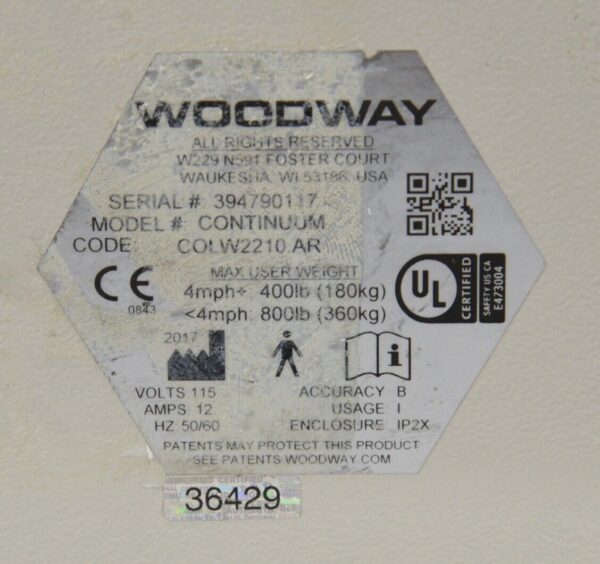 WOODWAY
ALL RIGHTS RESERVED
W229 N591 FOSTER COURT
WAUKESHA, WI 53186, USA
SERIAL #: 394790117
MODEL #: CONTINUUM
CODE: COLW2210.AR
MAX USER WEIGHT
4mph+: 400lb (180kg)
<4mph: 800lb (360kg)
CE
0843
UL
CERTIFIED
SAFETY US CA
E473004
2017
i
VOLTS 115
AMPS 12
HZ 50/60
ACCURACY B
USAGE I
ENCLOSURE IP2X
PATENTS MAY PROTECT THIS PRODUCT
SEE PATENTS.WOODWAY.COM
36429